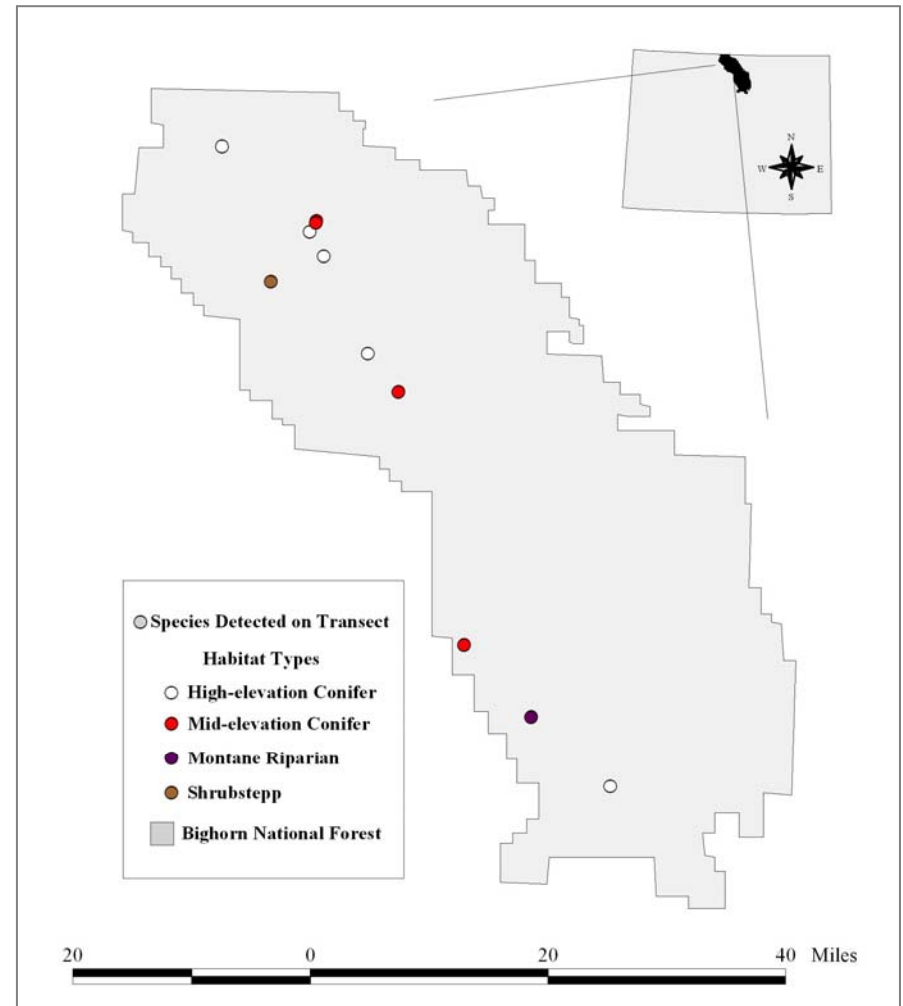 N
W E
S
Species Detected on Transect
Habitat Types
High-elevation Conifer
Mid-elevation Conifer
Montane Riparian
Shrubstepp
Bighorn National Forest
20 0 20 40 Miles